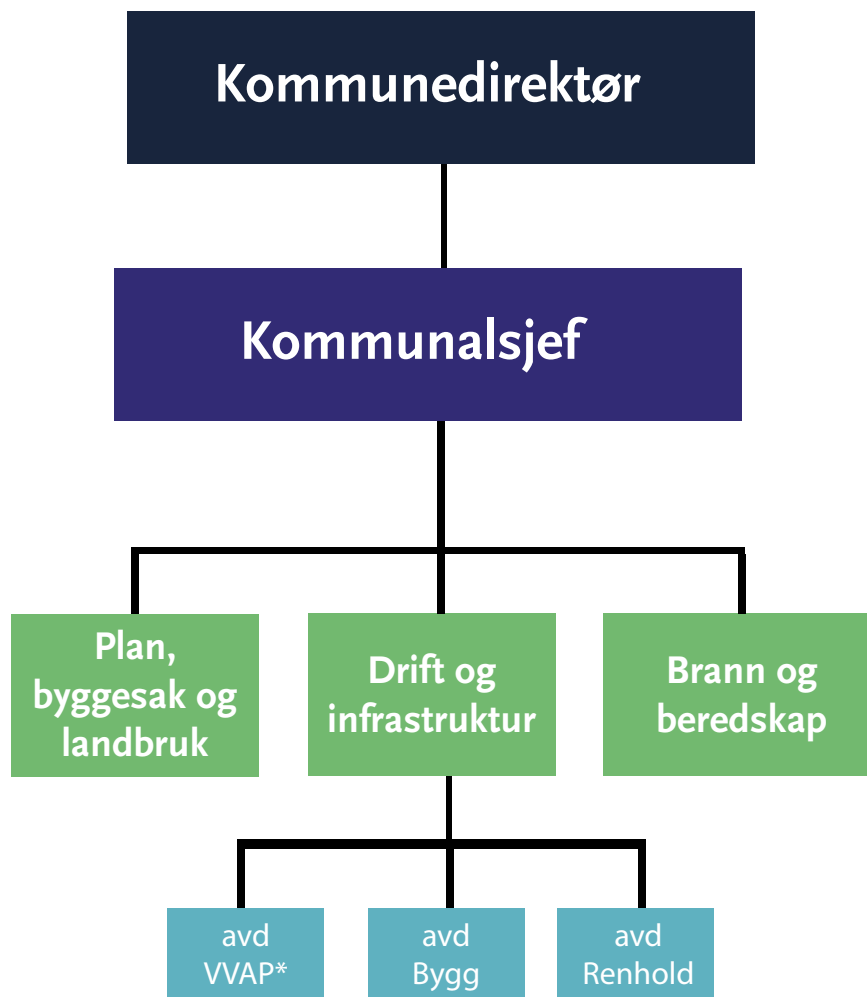 Kommunedirektør
Kommunalsjef
Plan,
byggesak og
landbruk
Drift og
infrastruktur
Brann og
beredskap
avd
VVAP*
avd
Bygg
avd
Renhold